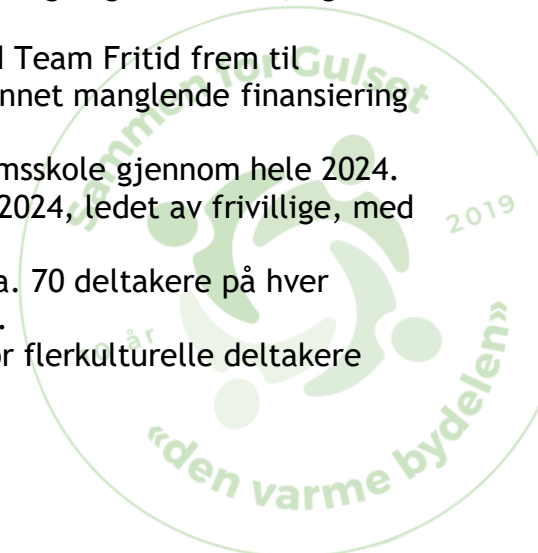 d Team Fritid frem til
nnet manglende finansiering
msskole gjennom hele 2024.
2024, ledet av frivillige, med
a. 70 deltakere på hver
.
r flerkulturelle deltakere
Sammen for Gulset
2019
år
«den varme bydelen»